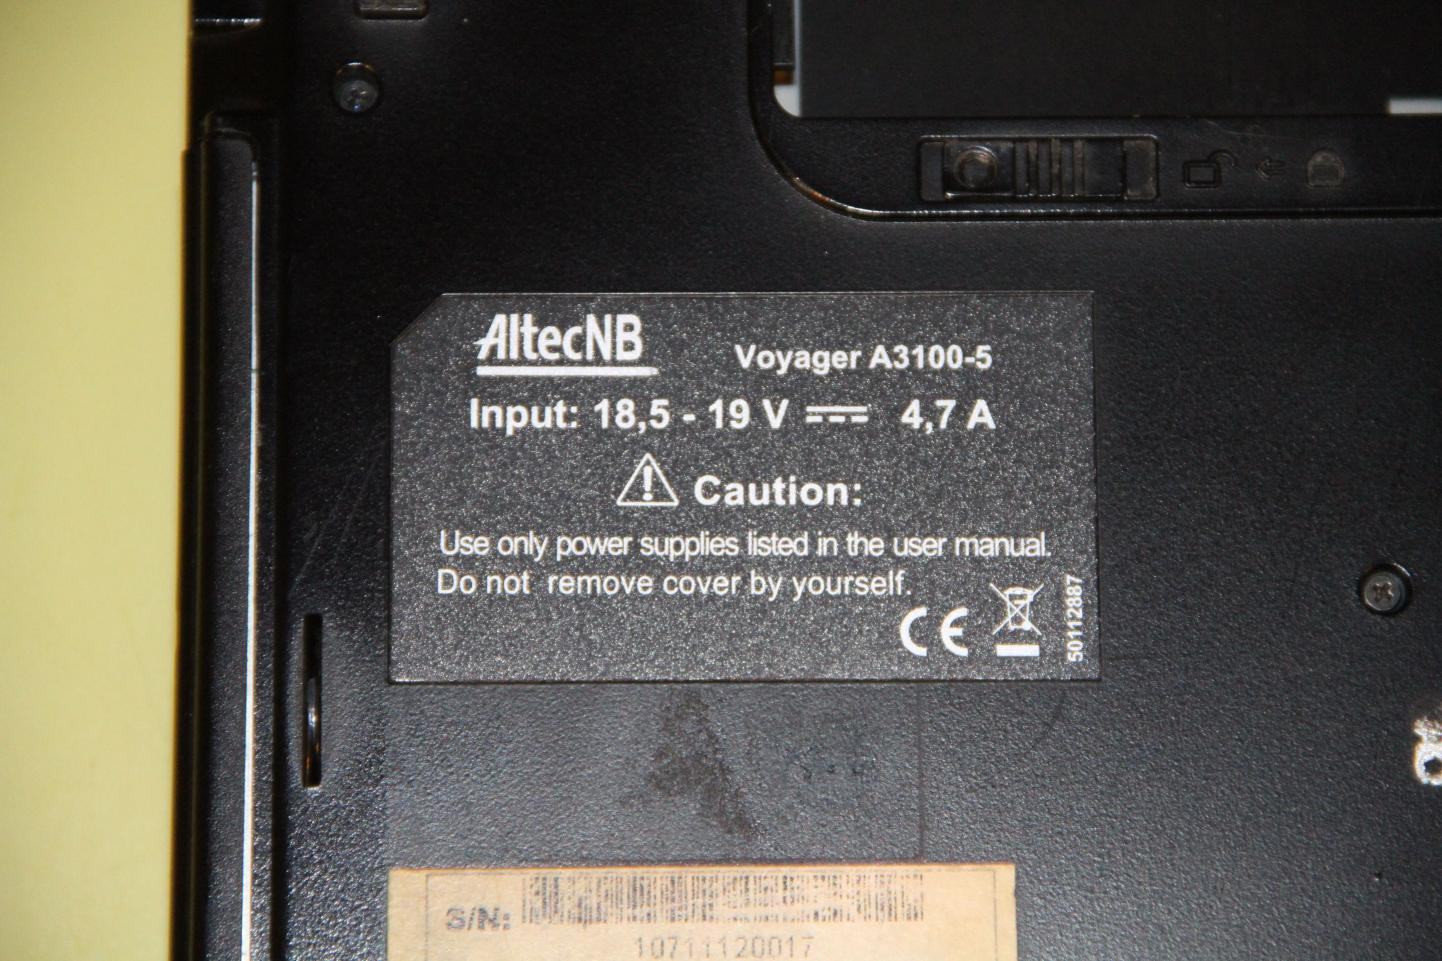 AltecNB
Voyager A3100-5
Input: 18,5 - 19 V 4,7 A
Caution:
Use only power supplies listed in the user manual.
Do not remove cover by yourself.
CE
50112887
S/N:
10711120017